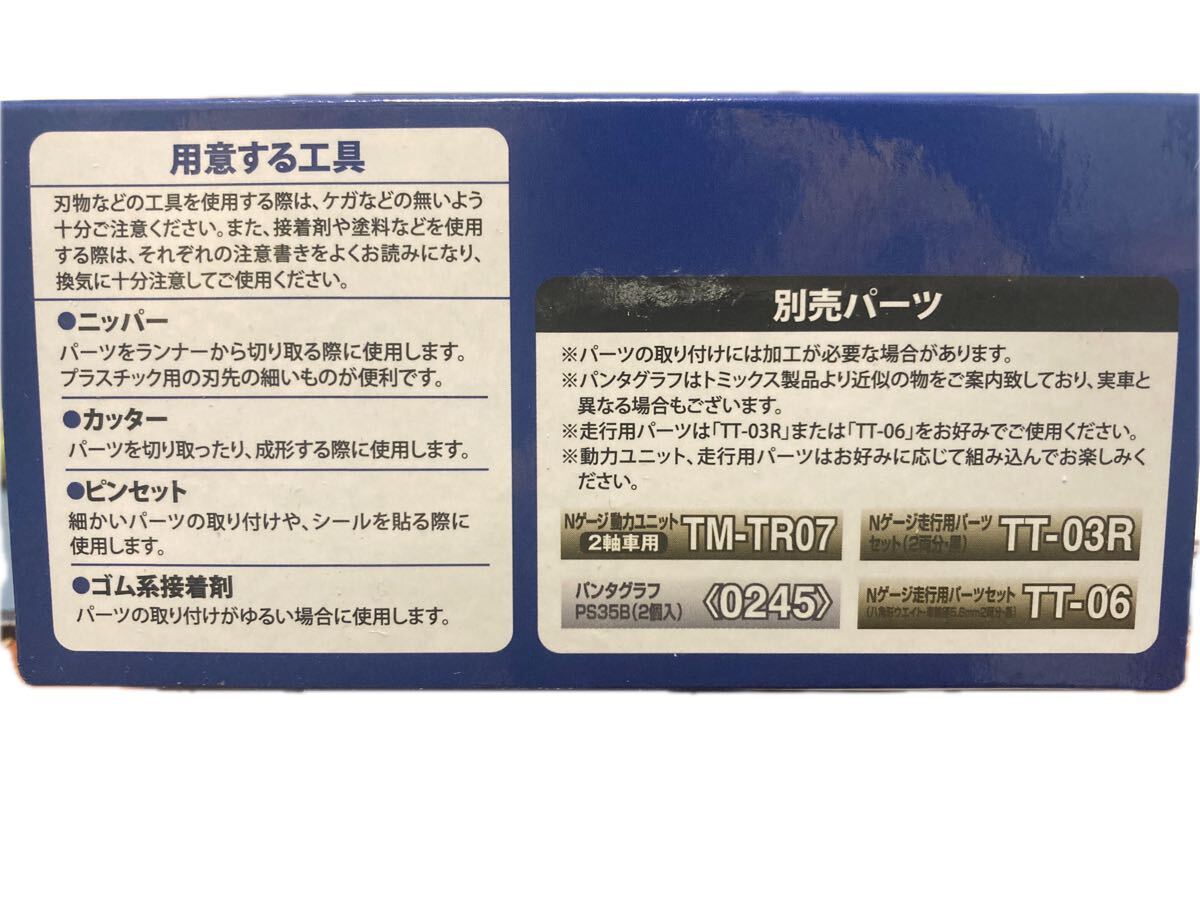 用意する工具
刃物などの工具を使用する際は、ケガなどの無いよう
十分ご注意ください。また、接着剤や塗料などを使用
する際は、それぞれの注意書きをよくお読みになり、
換気に十分注意してご使用ください。
●ニッパー
パーツをランナーから切り取る際に使用します。
プラスチック用の刃先の細いものが便利です。
●カッター
パーツを切り取ったり、成形する際に使用します。
●ピンセット
細かいパーツの取り付けや、シールを貼る際に
使用します。
●ゴム系接着剤
パーツの取り付けがゆるい場合に使用します。
別売パーツ
※パーツの取り付けには加工が必要な場合があります。
※パンタグラフはトミックス製品より近似の物をご案内致しており、実車と
異なる場合もございます。
※走行用パーツは「TT-03R」または「TT-06」をお好みでご使用ください。
※動力ユニット、走行用パーツはお好みに応じて組み込んでお楽しみく
ださい。
Nゲージ動力ユニット
2軸車用
TM-TR07
Nゲージ走行用パーツ
セット(2両分・黒)
TT-03R
パンタグラフ
PS35B(2個入)
《0245》
Nゲージ走行用パーツセット
TT-06